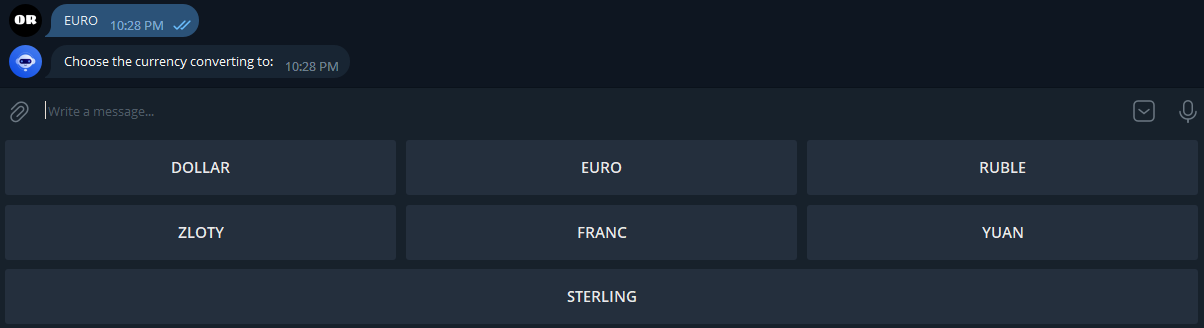 OR
EURO 10:28 PM
Choose the currency converting to: 10:28 PM
Write a message...
DOLLAR EURO RUBLE
ZLOTY FRANC YUAN
STERLING